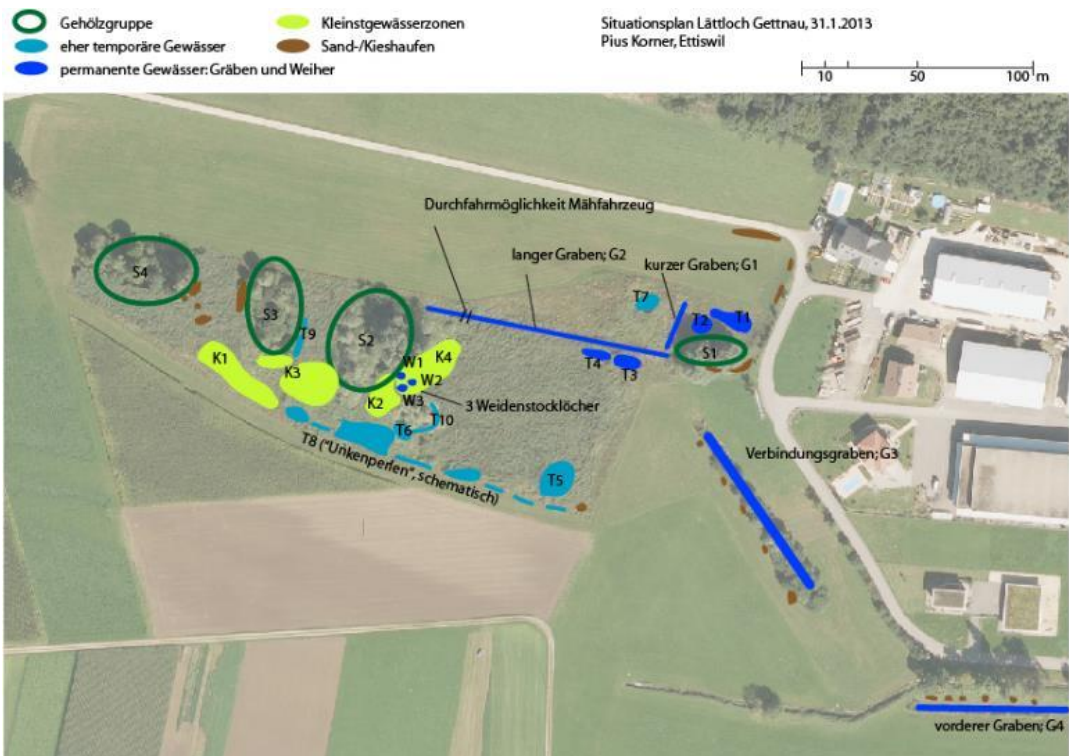 Gehölzgruppe
eher temporäre Gewässer
permanente Gewässer: Gräben und Weiher
Kleinstgewässerzonen
Sand-/Kieshaufen
Situationsplan Lättloch Gettnau, 31.1.2013
Pius Korner, Ettiswil
10 50 100 m
Durchfahrmöglichkeit Mähfahrzeug
langer Graben; G2
kurzer Graben; G1
S4
S3
S2
T7
T2
T1
S1
T9
T4
T3
K1
K3
W1
K4
W2
W3
K2
3 Weidenstocklöcher
T10
T6
T8 ("Unkenperlen", schematisch)
T5
Verbindungsgraben; G3
vorderer Graben; G4